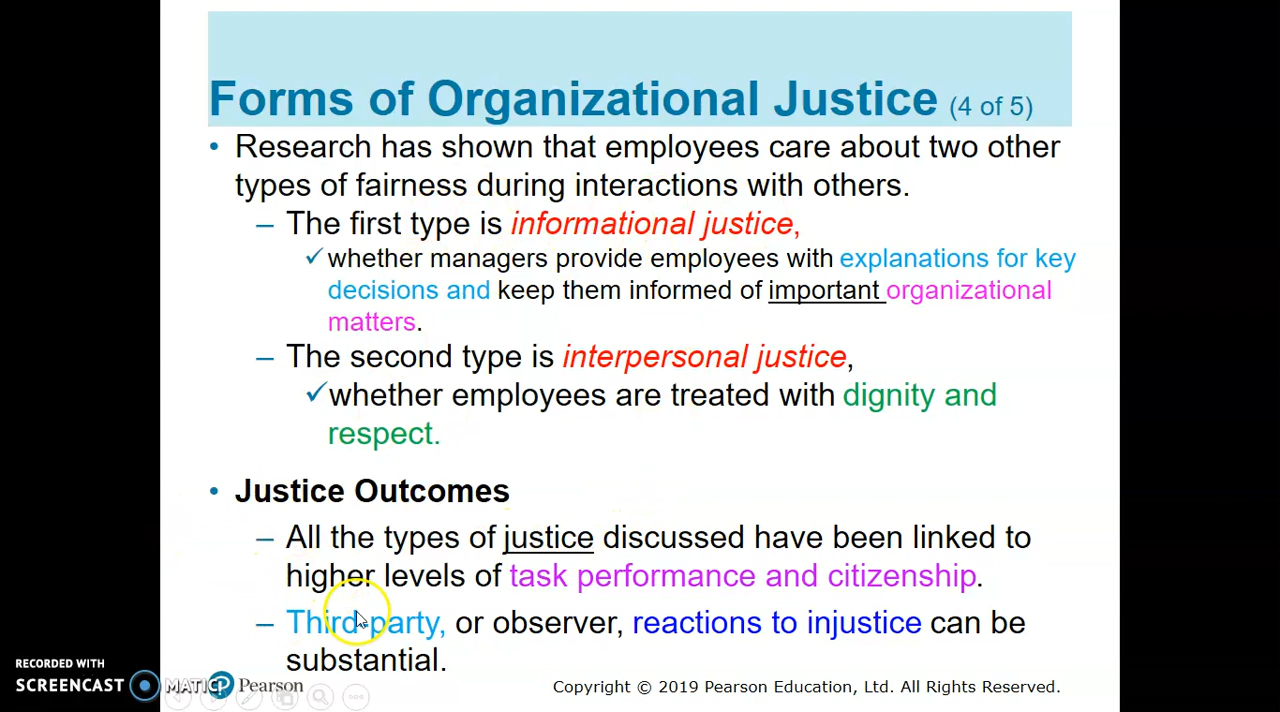 Forms of Organizational Justice (4 of 5)
• Research has shown that employees care about two other
types of fairness during interactions with others.
– The first type is informational justice,
✓whether managers provide employees with explanations for key
decisions and keep them informed of important organizational
matters.
– The second type is interpersonal justice,
✓whether employees are treated with dignity and
respect.
• Justice Outcomes
– All the types of justice discussed have been linked to
higher levels of task performance and citizenship.
– Third-party, or observer, reactions to injustice can be
substantial.
RECORDED WITH
SCREENCAST MATIC
Pearson
Copyright © 2019 Pearson Education, Ltd. All Rights Reserved.